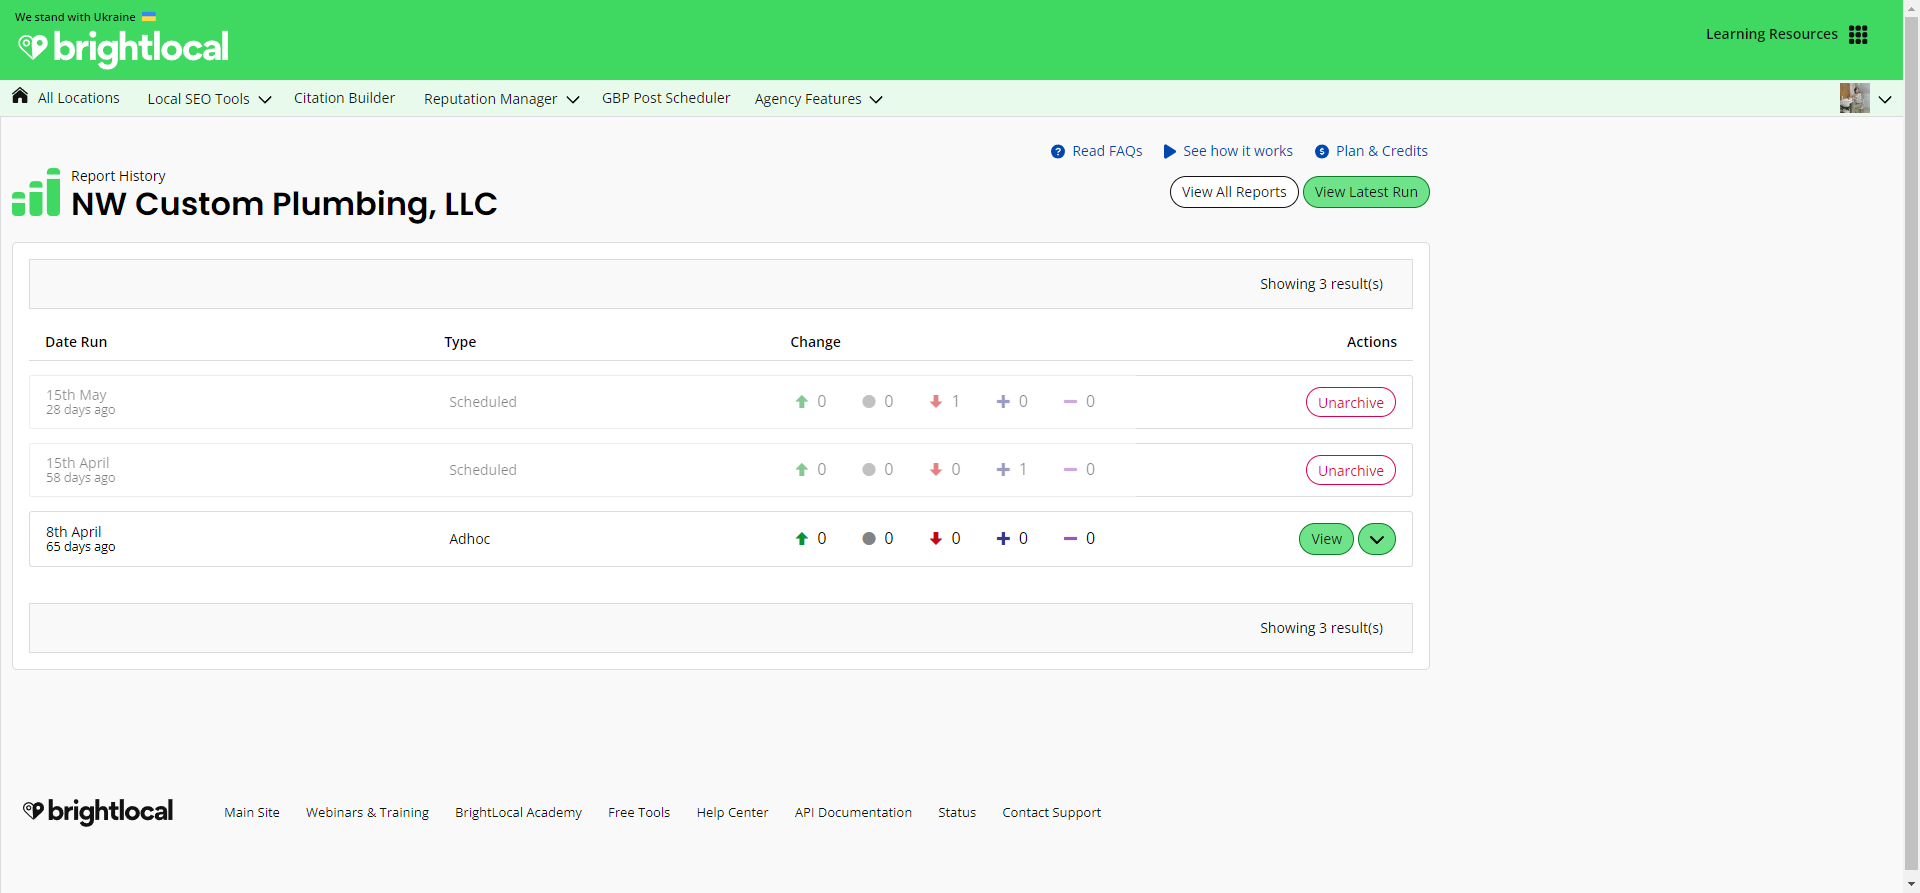 We stand with Ukraine
brightlocal
Learning Resources
All Locations
Local SEO Tools
Citation Builder
Reputation Manager
GBP Post Scheduler
Agency Features
Read FAQs
See how it works
Plan & Credits
Report History
NW Custom Plumbing, LLC
View All Reports
View Latest Run
Showing 3 result(s)
Date Run
Type
Change
Actions
15th May
28 days ago
Scheduled
0
0
1
0
0
Unarchive
15th April
58 days ago
Scheduled
0
0
0
1
0
Unarchive
8th April
65 days ago
Adhoc
0
0
0
0
0
View
Showing 3 result(s)
brightlocal
Main Site
Webinars & Training
BrightLocal Academy
Free Tools
Help Center
API Documentation
Status
Contact Support